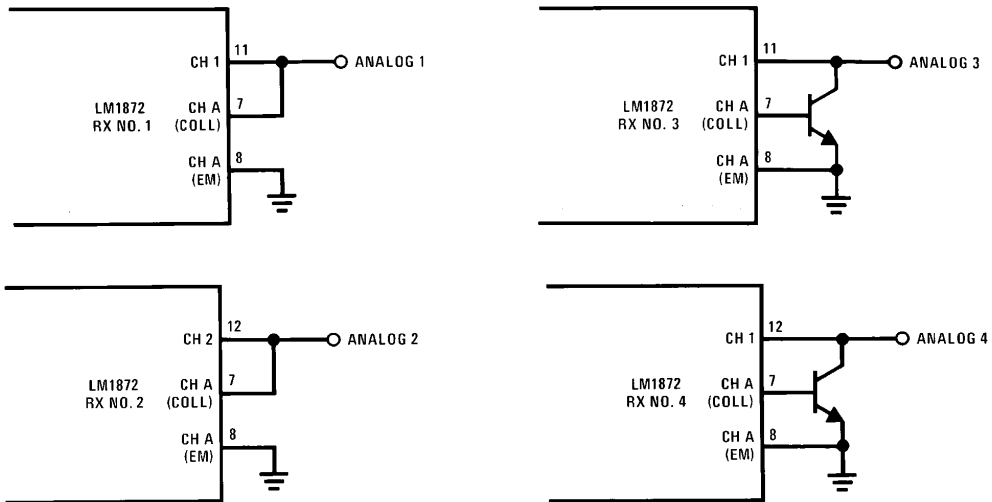 CH 1 11 ANALOG 1
LM1872 CH A 7
RX NO. 1 (COLL)
CH A 8
(EM)
CH 1 11 ANALOG 3
LM1872 CH A 7
RX NO. 3 (COLL)
CH A 8
(EM)
CH 2 12 ANALOG 2
LM1872 CH A 7
RX NO. 2 (COLL)
CH A 8
(EM)
CH 1 12 ANALOG 4
LM1872 CH A 7
RX NO. 4 (COLL)
CH A 8
(EM)